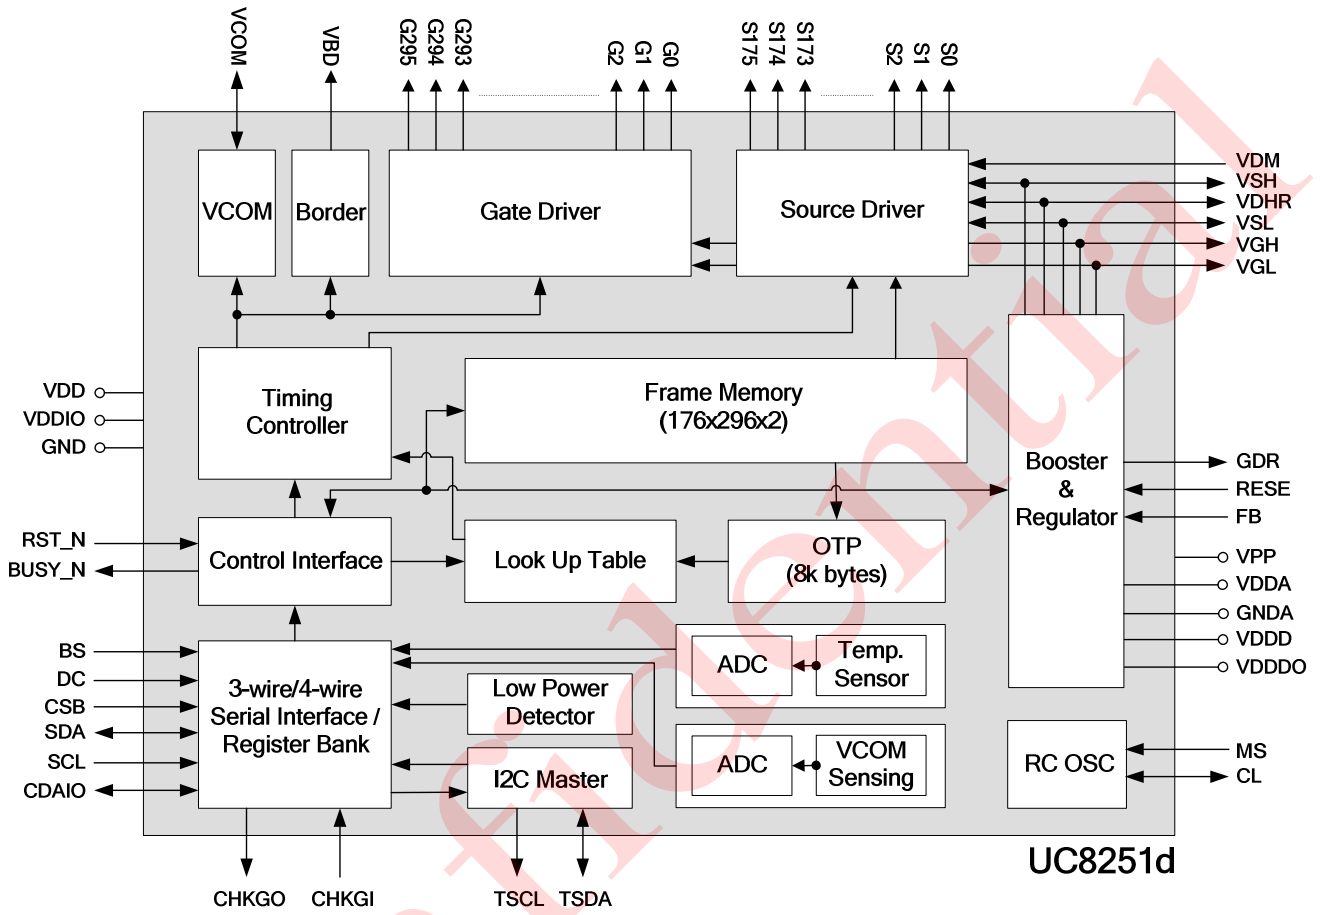 VCOM
VBD
G295
G294
G293
G2
G1
G0
S175
S174
S173
S2
S1
S0
VCOM
Border
Gate Driver
Source Driver
VDM
VSH
VDHR
VSL
VGH
VGL
VDD
VDDIO
GND
Timing
Controller
Frame Memory
(176x296x2)
Booster
&
Regulator
GDR
RESE
FB
VPP
VDDA
GNDA
VDDD
VDDDO
RST_N
BUSY_N
Control Interface
Look Up Table
OTP
(8k bytes)
BS
DC
CSB
SDA
SCL
CDAIO
3-wire/4-wire
Serial Interface /
Register Bank
Low Power
Detector
I2C Master
ADC
Temp.
Sensor
ADC
VCOM
Sensing
RC OSC
MS
CL
UC8251d
CHKGO
CHKGI
TSCL
TSDA
fidential